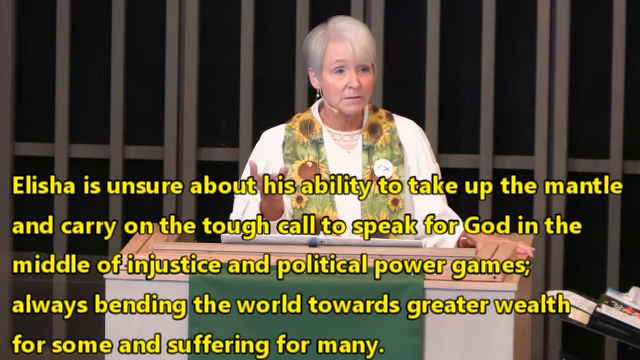 Elisha is unsure about his ability to take up the mantle
and carry on the tough call to speak for God in the
middle of injustice and political power games;
always bending the world towards greater wealth
for some and suffering for many.